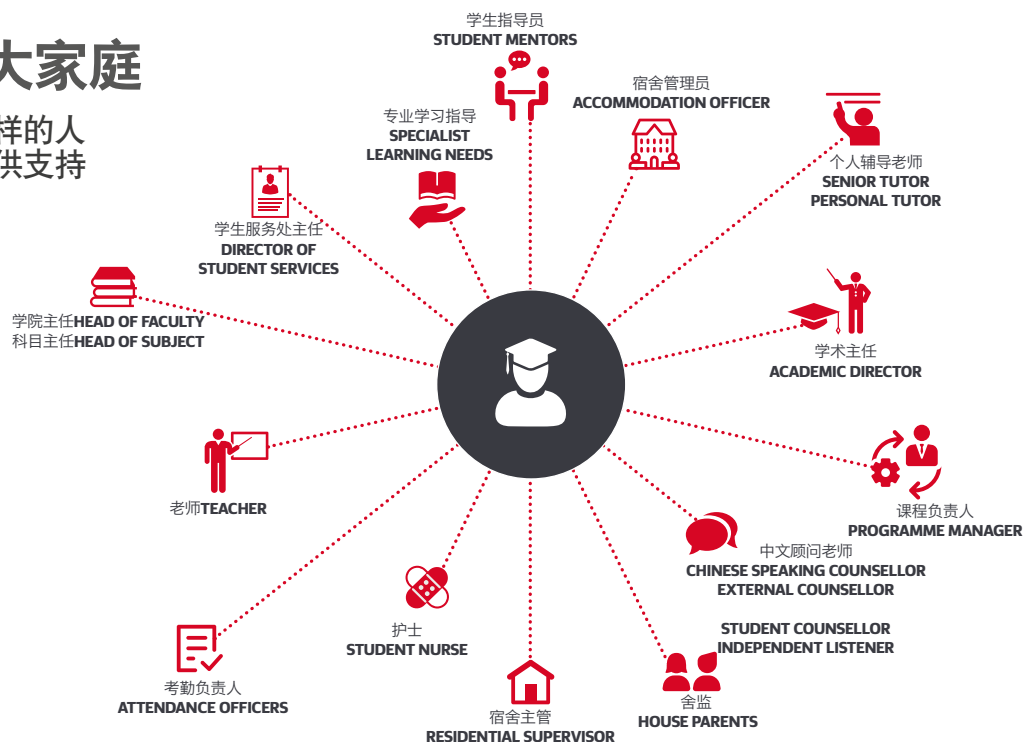 大家庭
样的人
供支持
学生指导员
STUDENT MENTORS
宿舍管理员
ACCOMMODATION OFFICER
专业学习指导
SPECIALIST
LEARNING NEEDS
个人辅导老师
SENIOR TUTOR
PERSONAL TUTOR
学生服务处主任
DIRECTOR OF
STUDENT SERVICES
学院主任HEAD OF FACULTY
科目主任HEAD OF SUBJECT
学术主任
ACADEMIC DIRECTOR
老师TEACHER
课程负责人
PROGRAMME MANAGER
中文顾问老师
CHINESE SPEAKING COUNSELLOR
EXTERNAL COUNSELLOR
STUDENT COUNSELLOR
INDEPENDENT LISTENER
护士
STUDENT NURSE
考勤负责人
ATTENDANCE OFFICERS
宿舍主管
RESIDENTIAL SUPERVISOR
舍监
HOUSE PARENTS